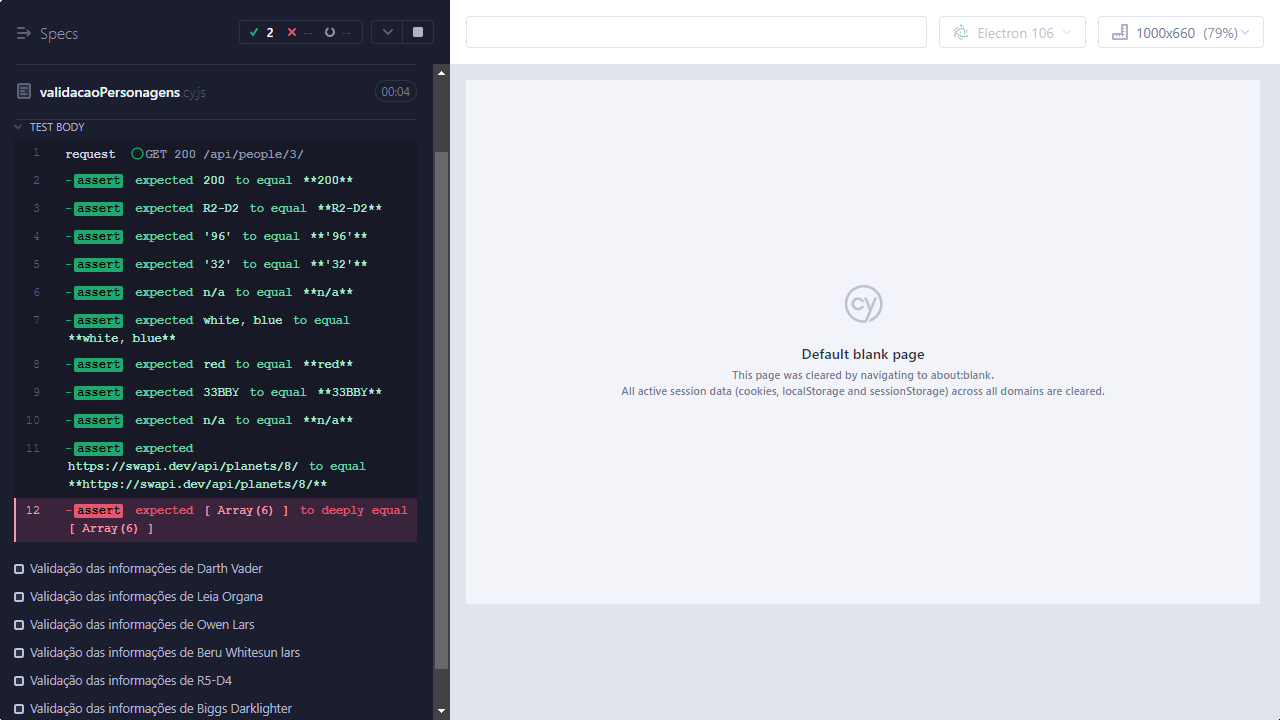 Specs
2 -- --
validacaoPersonagens.cy.js 00:04
TEST BODY
1 request GET 200 /api/people/3/
2 -assert expected 200 to equal **200**
3 -assert expected R2-D2 to equal **R2-D2**
4 -assert expected '96' to equal **'96'**
5 -assert expected '32' to equal **'32'**
6 -assert expected n/a to equal **n/a**
7 -assert expected white, blue to equal
**white, blue**
8 -assert expected red to equal **red**
9 -assert expected 33BBY to equal **33BBY**
10 -assert expected n/a to equal **n/a**
11 -assert expected
https://swapi.dev/api/planets/8/ to equal
**https://swapi.dev/api/planets/8/**
12 -assert expected [ Array(6) ] to deeply equal
[ Array(6) ]
Validação das informações de Darth Vader
Validação das informações de Leia Organa
Validação das informações de Owen Lars
Validação das informações de Beru Whitesun lars
Validação das informações de R5-D4
Validação das informações de Biggs Darklighter
Electron 106
1000x660 (79%)
cy
Default blank page
This page was cleared by navigating to about:blank.
All active session data (cookies, localStorage and sessionStorage) across all domains are cleared.